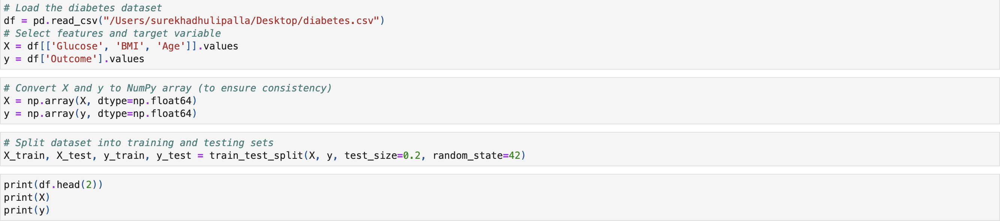 # Load the diabetes dataset
df = pd.read_csv("/Users/surekhadhulipalla/Desktop/diabetes.csv")
# Select features and target variable
X = df[['Glucose', 'BMI', 'Age']].values
y = df['Outcome'].values
# Convert X and y to NumPy array (to ensure consistency)
X = np.array(X, dtype=np.float64)
y = np.array(y, dtype=np.float64)
# Split dataset into training and testing sets
X_train, X_test, y_train, y_test = train_test_split(X, y, test_size=0.2, random_state=42)
print(df.head(2))
print(X)
print(y)